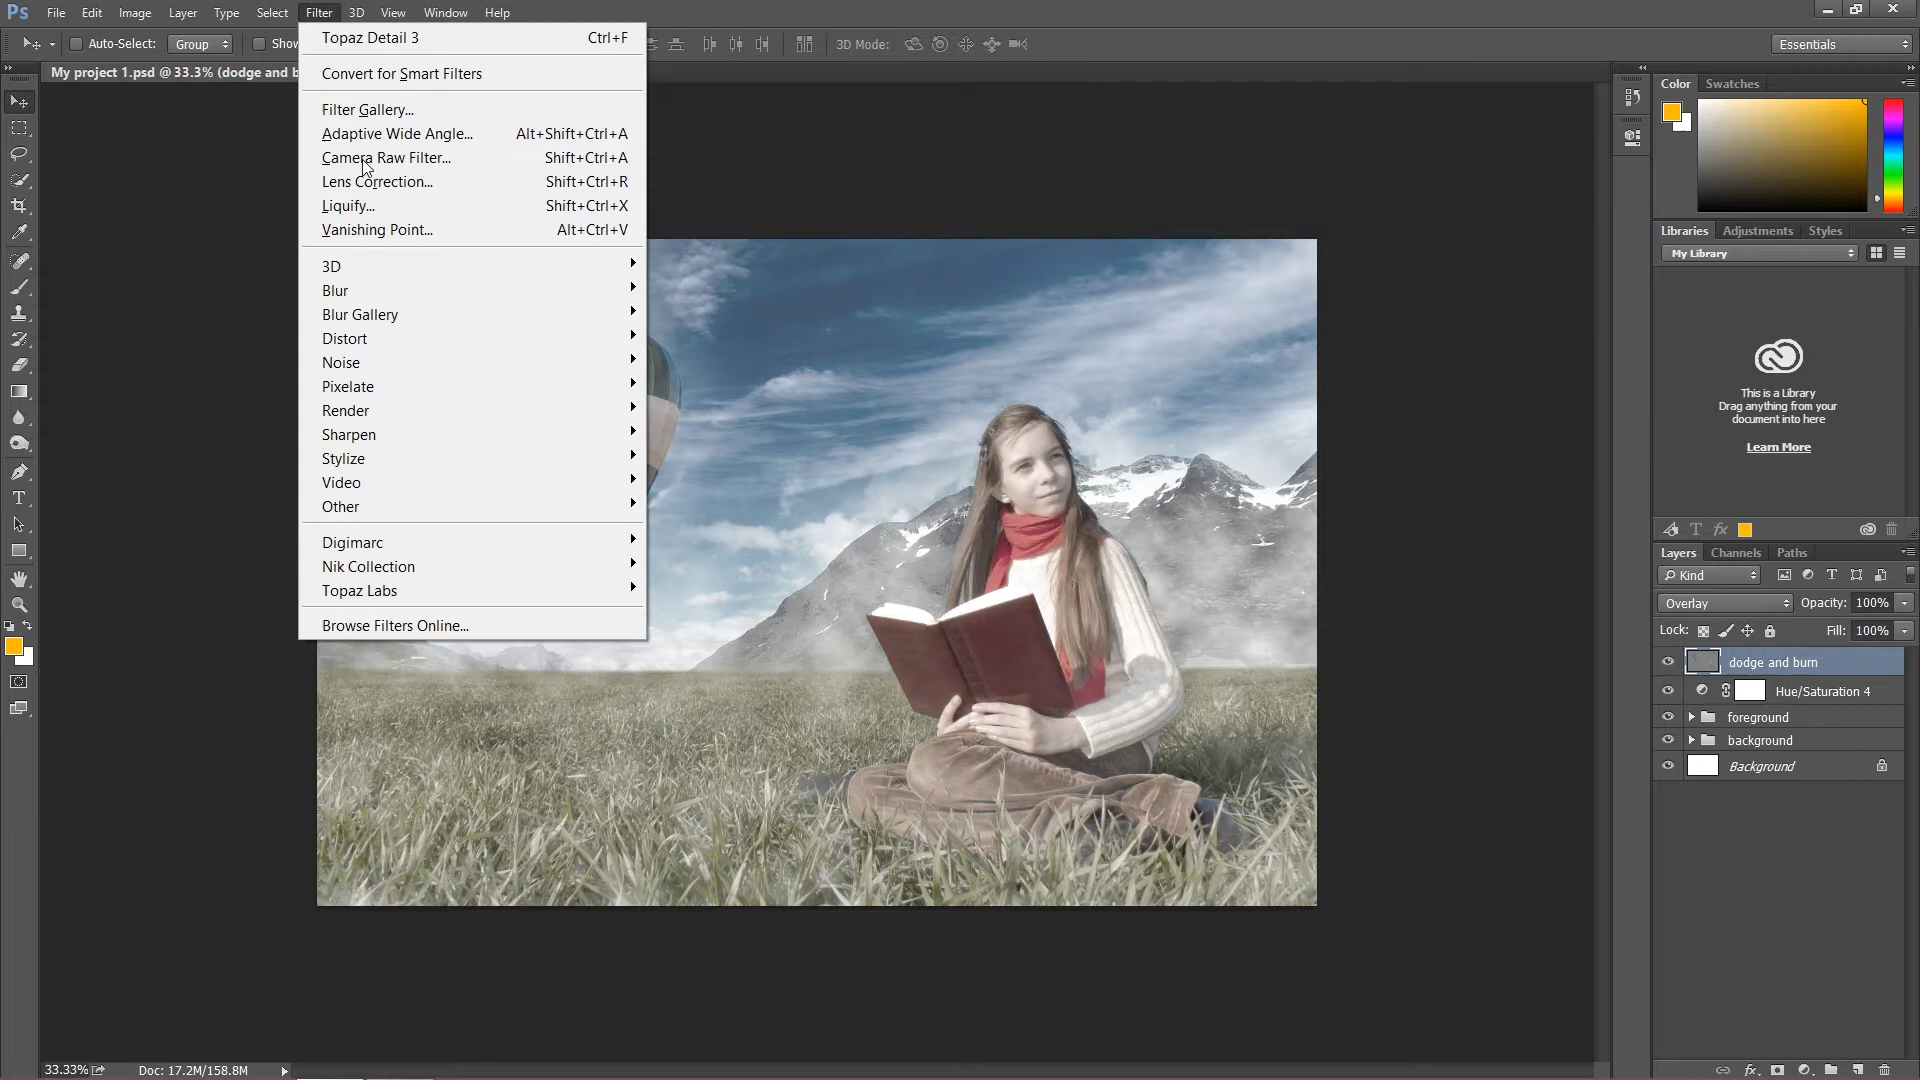 Ps File Edit Image Layer Type Select Filter 3D View Window Help
Auto-Select: Group Show 3D Mode: Essentials
My project 1.psd @ 33.3% (dodge and b
Topaz Detail 3 Ctrl+F
Convert for Smart Filters
Filter Gallery...
Adaptive Wide Angle... Alt+Shift+Ctrl+A
Camera Raw Filter... Shift+Ctrl+A
Lens Correction... Shift+Ctrl+R
Liquify... Shift+Ctrl+X
Vanishing Point... Alt+Ctrl+V
3D
Blur
Blur Gallery
Distort
Noise
Pixelate
Render
Sharpen
Stylize
Video
Other
Digimarc
Nik Collection
Topaz Labs
Browse Filters Online...
Color Swatches
Libraries Adjustments Styles
My Library
This is a Library
Drag anything from your
document into here
Learn More
Layers Channels Paths
Kind
Overlay Opacity: 100%
Lock: Fill: 100%
dodge and burn
Hue/Saturation 4
foreground
background
Background
33.33% Doc: 17.2M/158.8M